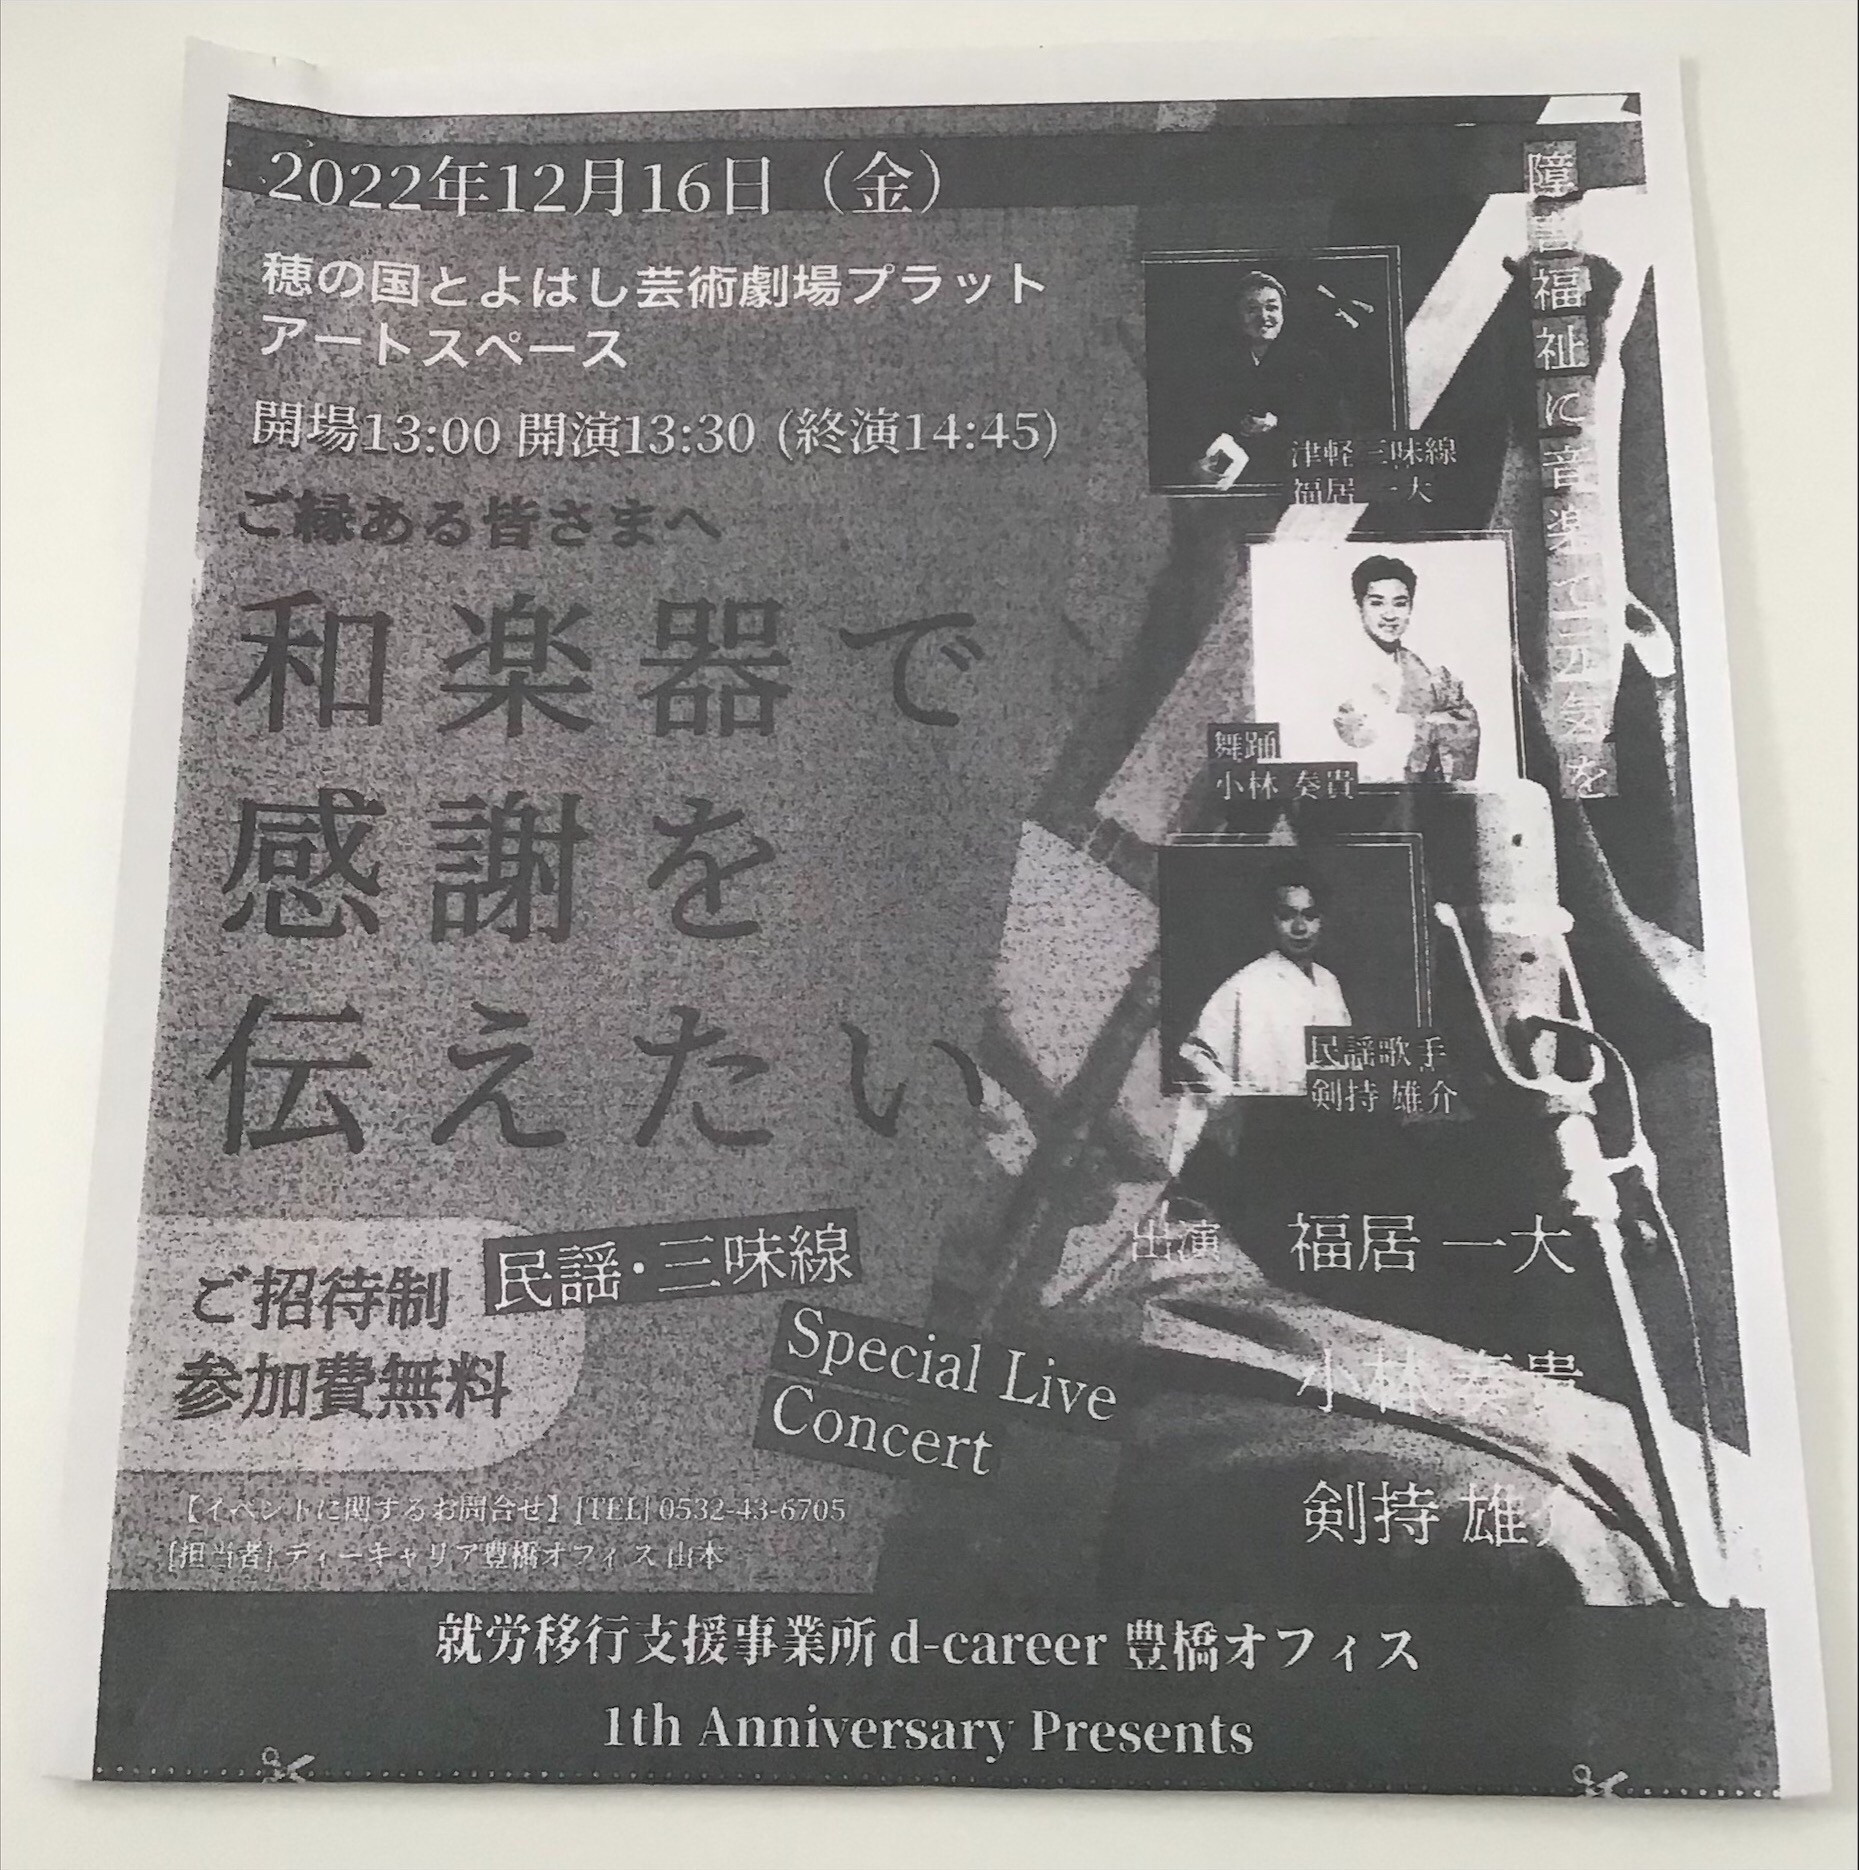 2022年12月16日（金）
穂の国とよはし芸術劇場プラット
アートスペース
開場13:00 開演13:30 (終演14:45)
ご縁ある皆さまへ
和楽器で
感謝を
伝えたい
障害福祉に音楽で元気を
津軽三味線
福居 一大
舞踊
小林 奏貴
民謡歌手
剣持 雄介
ご招待制
参加費無料
民謡・三味線
Special Live
Concert
出演 福居 一大
小林 奏貴
剣持 雄介
【イベントに関するお問合せ】[TEL] 0532-43-6705
[担当者] ディーキャリア豊橋オフィス 山本
就労移行支援事業所 d-career 豊橋オフィス
1th Anniversary Presents